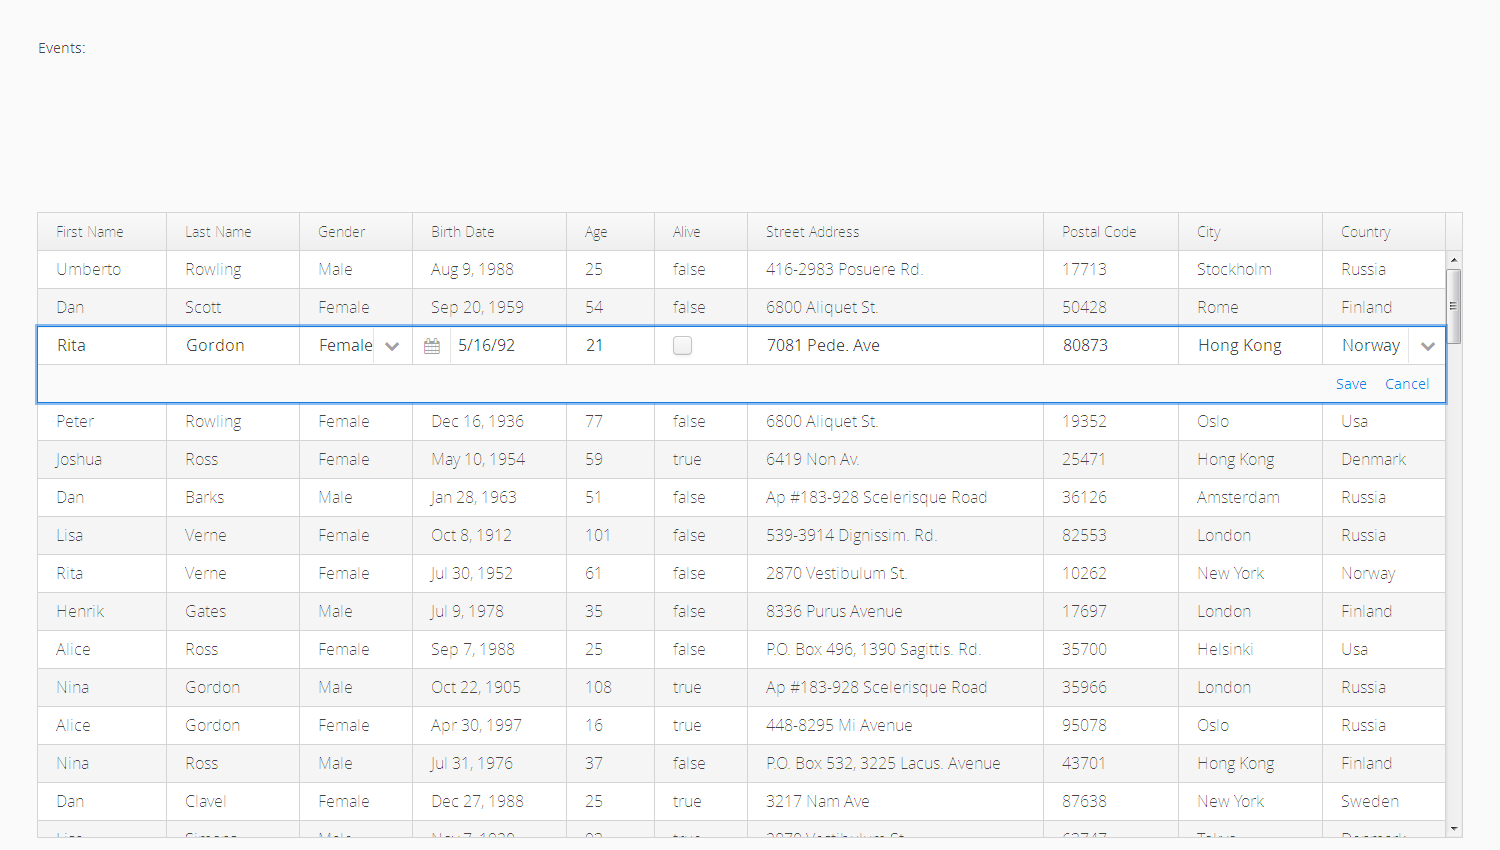 Events:
First Name Last Name Gender Birth Date Age Alive Street Address Postal Code City Country
Umberto Rowling Male Aug 9, 1988 25 false 416-2983 Posuere Rd. 17713 Stockholm Russia
Dan Scott Female Sep 20, 1959 54 false 6800 Aliquet St. 50428 Rome Finland
Rita Gordon Female 5/16/92 21 7081 Pede. Ave 80873 Hong Kong Norway
Save Cancel
Peter Rowling Female Dec 16, 1936 77 false 6800 Aliquet St. 19352 Oslo Usa
Joshua Ross Female May 10, 1954 59 true 6419 Non Av. 25471 Hong Kong Denmark
Dan Barks Male Jan 28, 1963 51 false Ap #183-928 Scelerisque Road 36126 Amsterdam Russia
Lisa Verne Female Oct 8, 1912 101 false 539-3914 Dignissim. Rd. 82553 London Russia
Rita Verne Female Jul 30, 1952 61 false 2870 Vestibulum St. 10262 New York Norway
Henrik Gates Male Jul 9, 1978 35 false 8336 Purus Avenue 17697 London Finland
Alice Ross Female Sep 7, 1988 25 false P.O. Box 496, 1390 Sagittis. Rd. 35700 Helsinki Usa
Nina Gordon Male Oct 22, 1905 108 true Ap #183-928 Scelerisque Road 35966 London Russia
Alice Gordon Female Apr 30, 1997 16 true 448-8295 Mi Avenue 95078 Oslo Russia
Nina Ross Male Jul 31, 1976 37 false P.O. Box 532, 3225 Lacus. Avenue 43701 Hong Kong Finland
Dan Clavel Female Dec 27, 1988 25 true 3217 Nam Ave 87638 New York Sweden